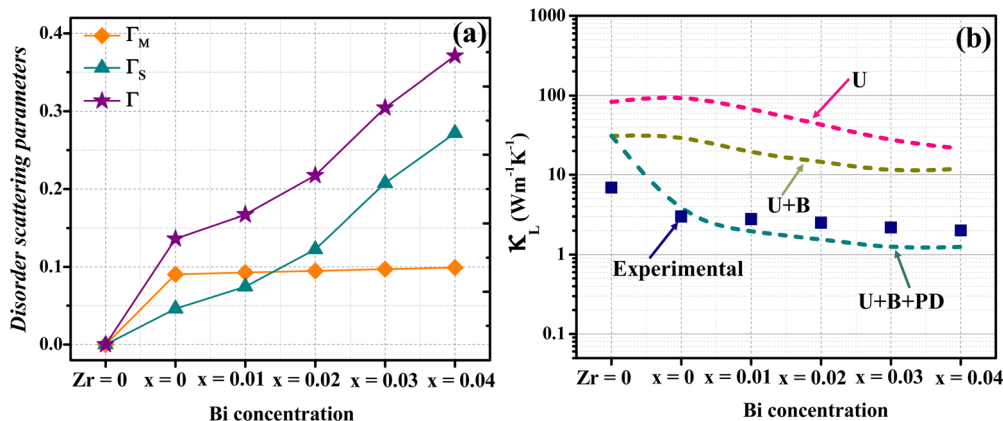 (a)
Γ_M
Γ_S
Γ
Disorder scattering parameters
0.4
0.3
0.2
0.1
0.0
Zr = 0 x = 0 x = 0.01 x = 0.02 x = 0.03 x = 0.04
Bi concentration
(b)
κ_L (Wm⁻¹K⁻¹)
1000
100
10
1
0.1
U
U+B
Experimental
U+B+PD
Zr = 0 x = 0 x = 0.01 x = 0.02 x = 0.03 x = 0.04
Bi concentration